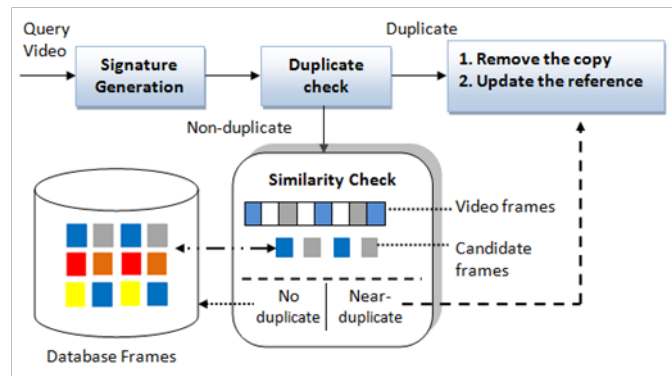 Query
Video
Signature
Generation
Duplicate
check
Duplicate
1. Remove the copy
2. Update the reference
Non-duplicate
Similarity Check
Video frames
Candidate
frames
No
duplicate
Near-
duplicate
Database Frames